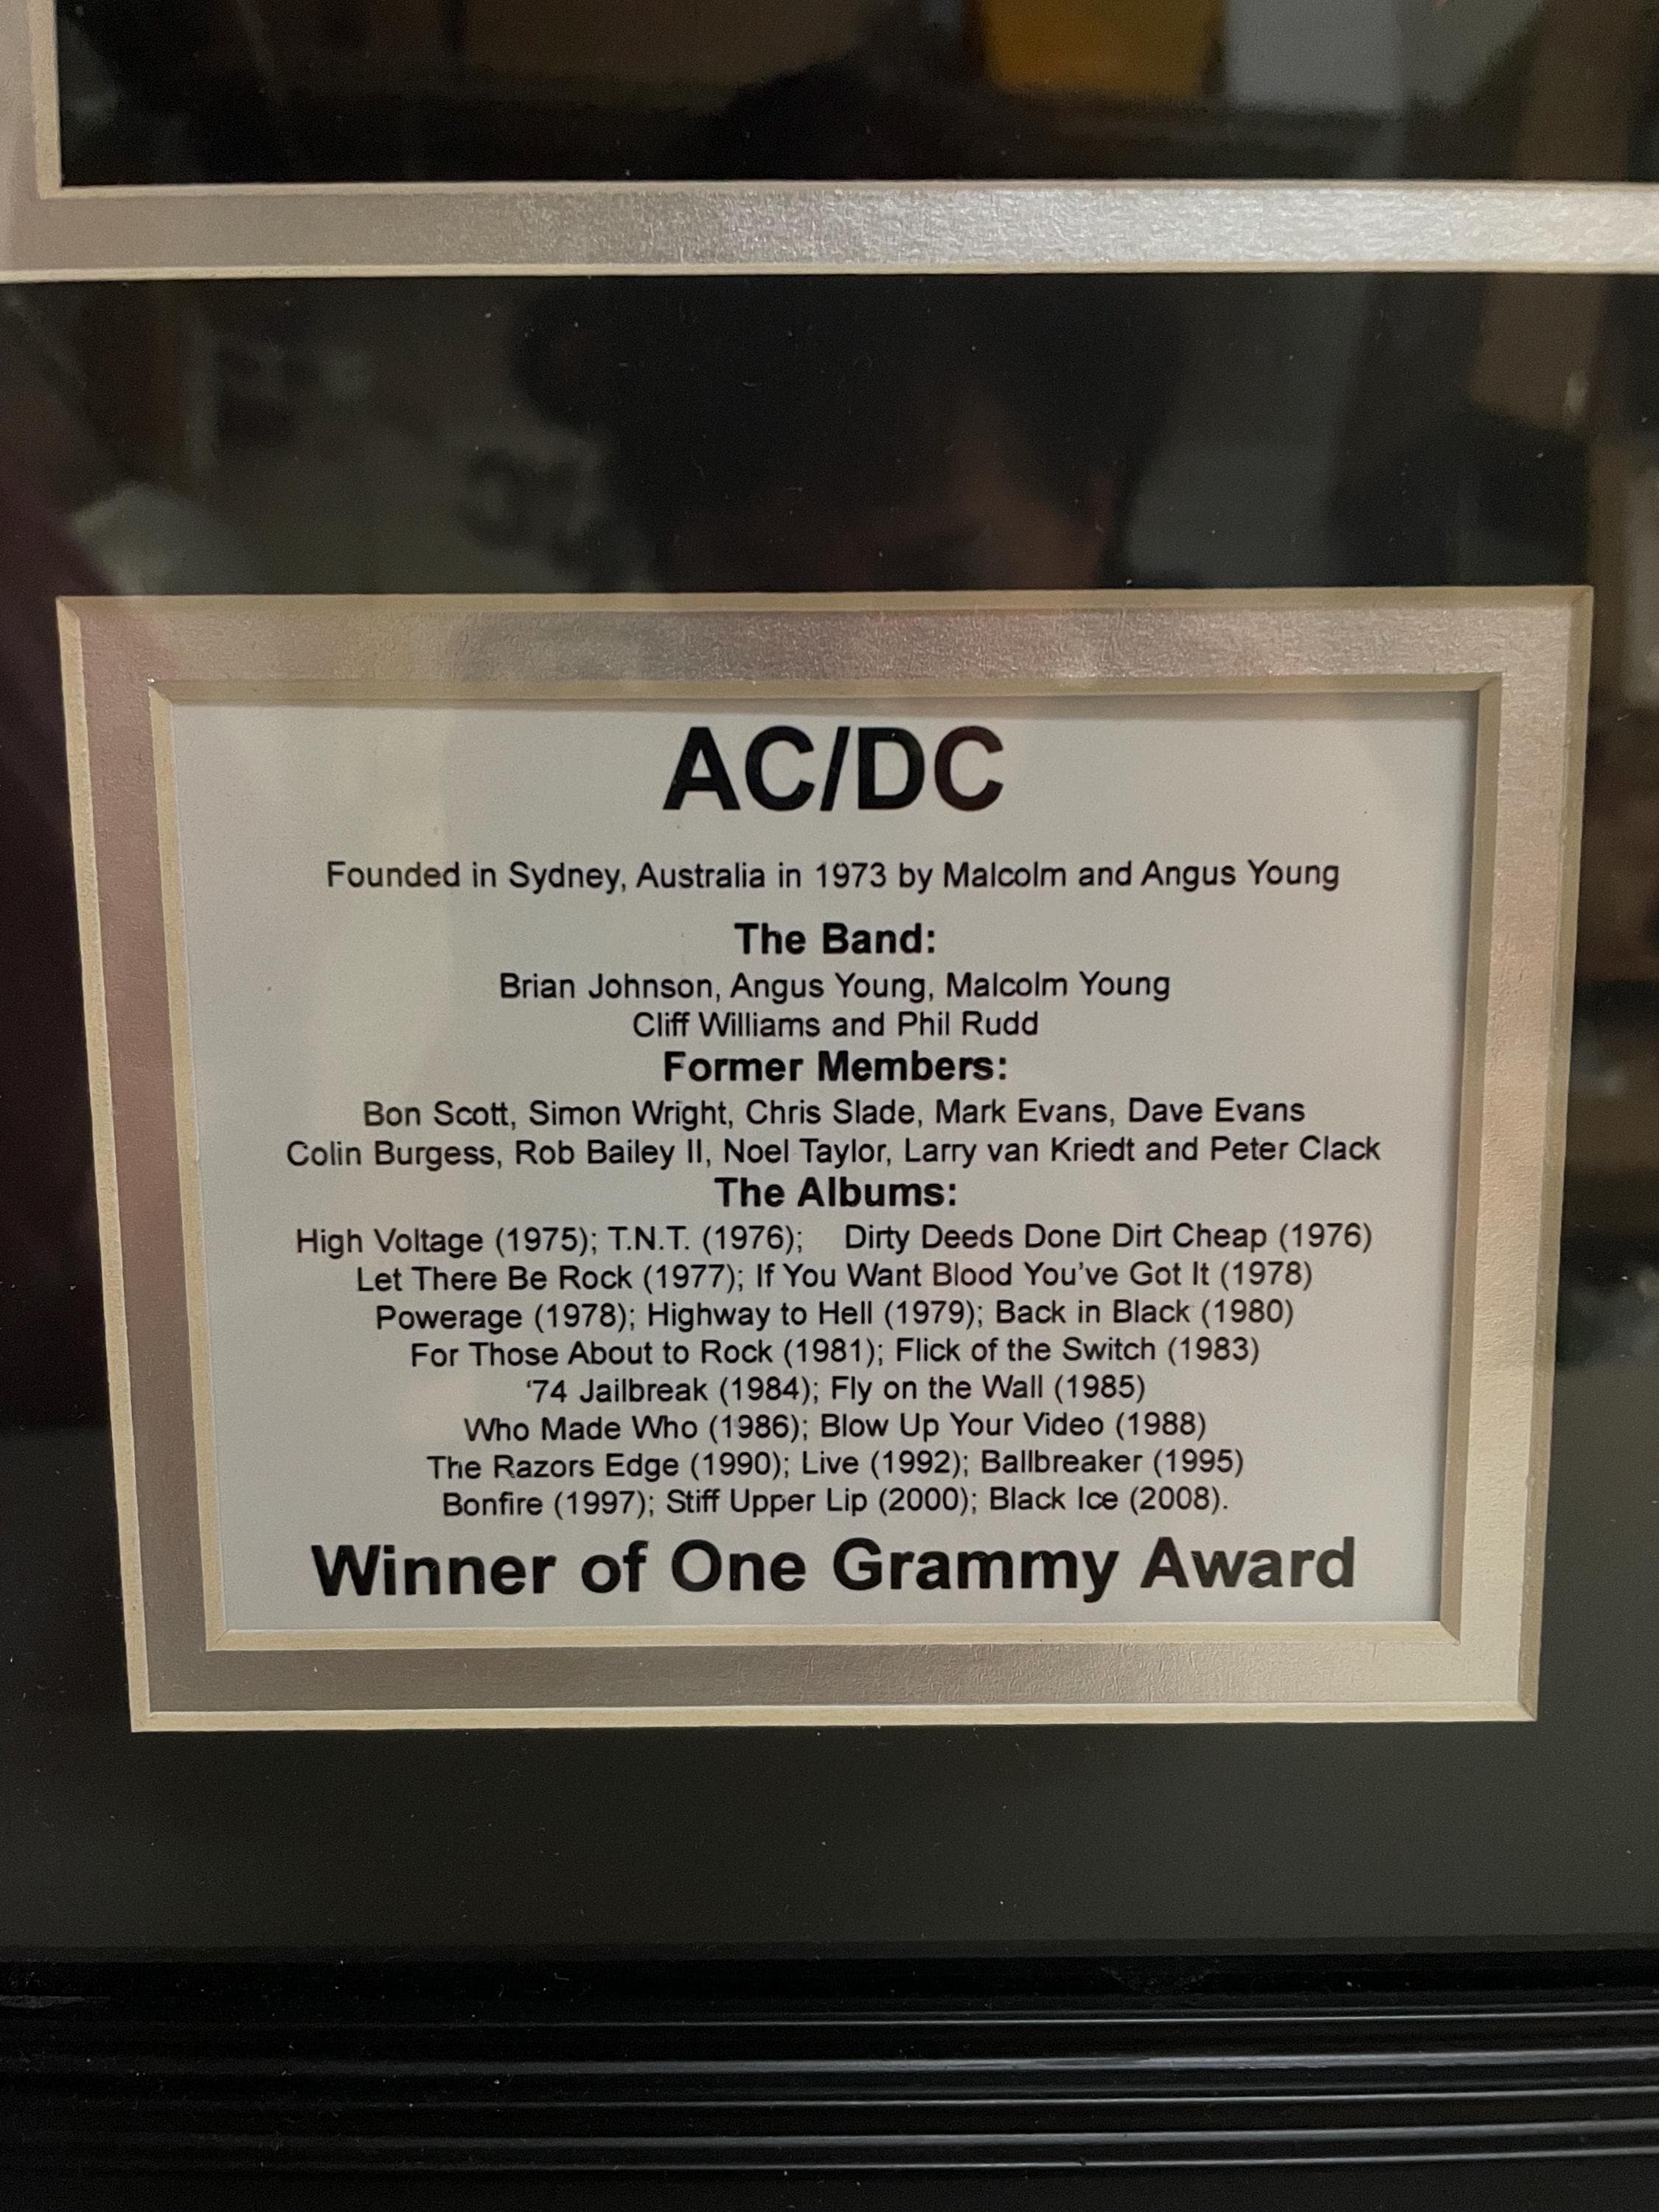 AC/DC
Founded in Sydney, Australia in 1973 by Malcolm and Angus Young
The Band:
Brian Johnson, Angus Young, Malcolm Young
Cliff Williams and Phil Rudd
Former Members:
Bon Scott, Simon Wright, Chris Slade, Mark Evans, Dave Evans
Colin Burgess, Rob Bailey II, Noel Taylor, Larry van Kriedt and Peter Clack
The Albums:
High Voltage (1975); T.N.T. (1976); Dirty Deeds Done Dirt Cheap (1976)
Let There Be Rock (1977); If You Want Blood You've Got It (1978)
Powerage (1978); Highway to Hell (1979); Back in Black (1980)
For Those About to Rock (1981); Flick of the Switch (1983)
‘74 Jailbreak (1984); Fly on the Wall (1985)
Who Made Who (1986); Blow Up Your Video (1988)
The Razors Edge (1990); Live (1992); Ballbreaker (1995)
Bonfire (1997); Stiff Upper Lip (2000); Black Ice (2008).
Winner of One Grammy Award